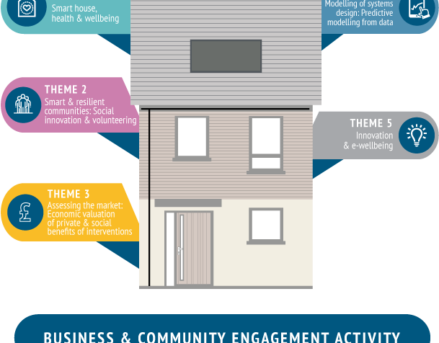 Smart house,
health & wellbeing
Modelling of systems
design: Predictive
modelling from data
THEME 2
Smart & resilient
communities: Social
innovation & volunteering
THEME 5
Innovation
& e-wellbeing
THEME 3
Assessing the market:
Economic valuation
of private & social
benefits of interventions
£
BUSINESS & COMMUNITY ENGAGEMENT ACTIVITY